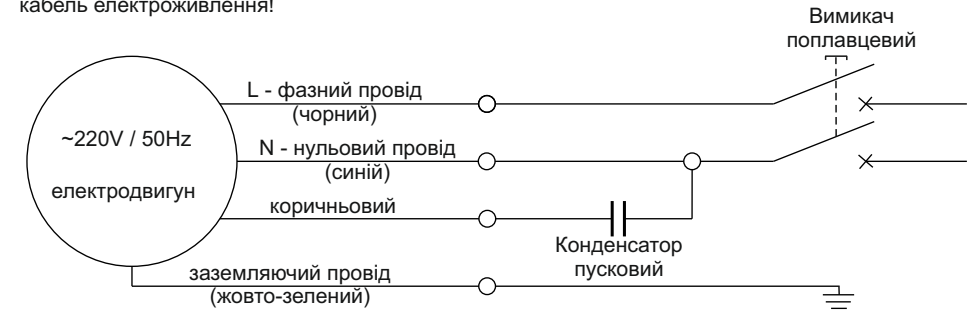 кабель електроживлення!
Вимикач
поплавцевий
L - фазний провід
(чорний)
~220V / 50Hz
N - нульовий провід
(синій)
електродвигун
коричньовий
Конденсатор
пусковий
заземляючий провід
(жовто-зелений)